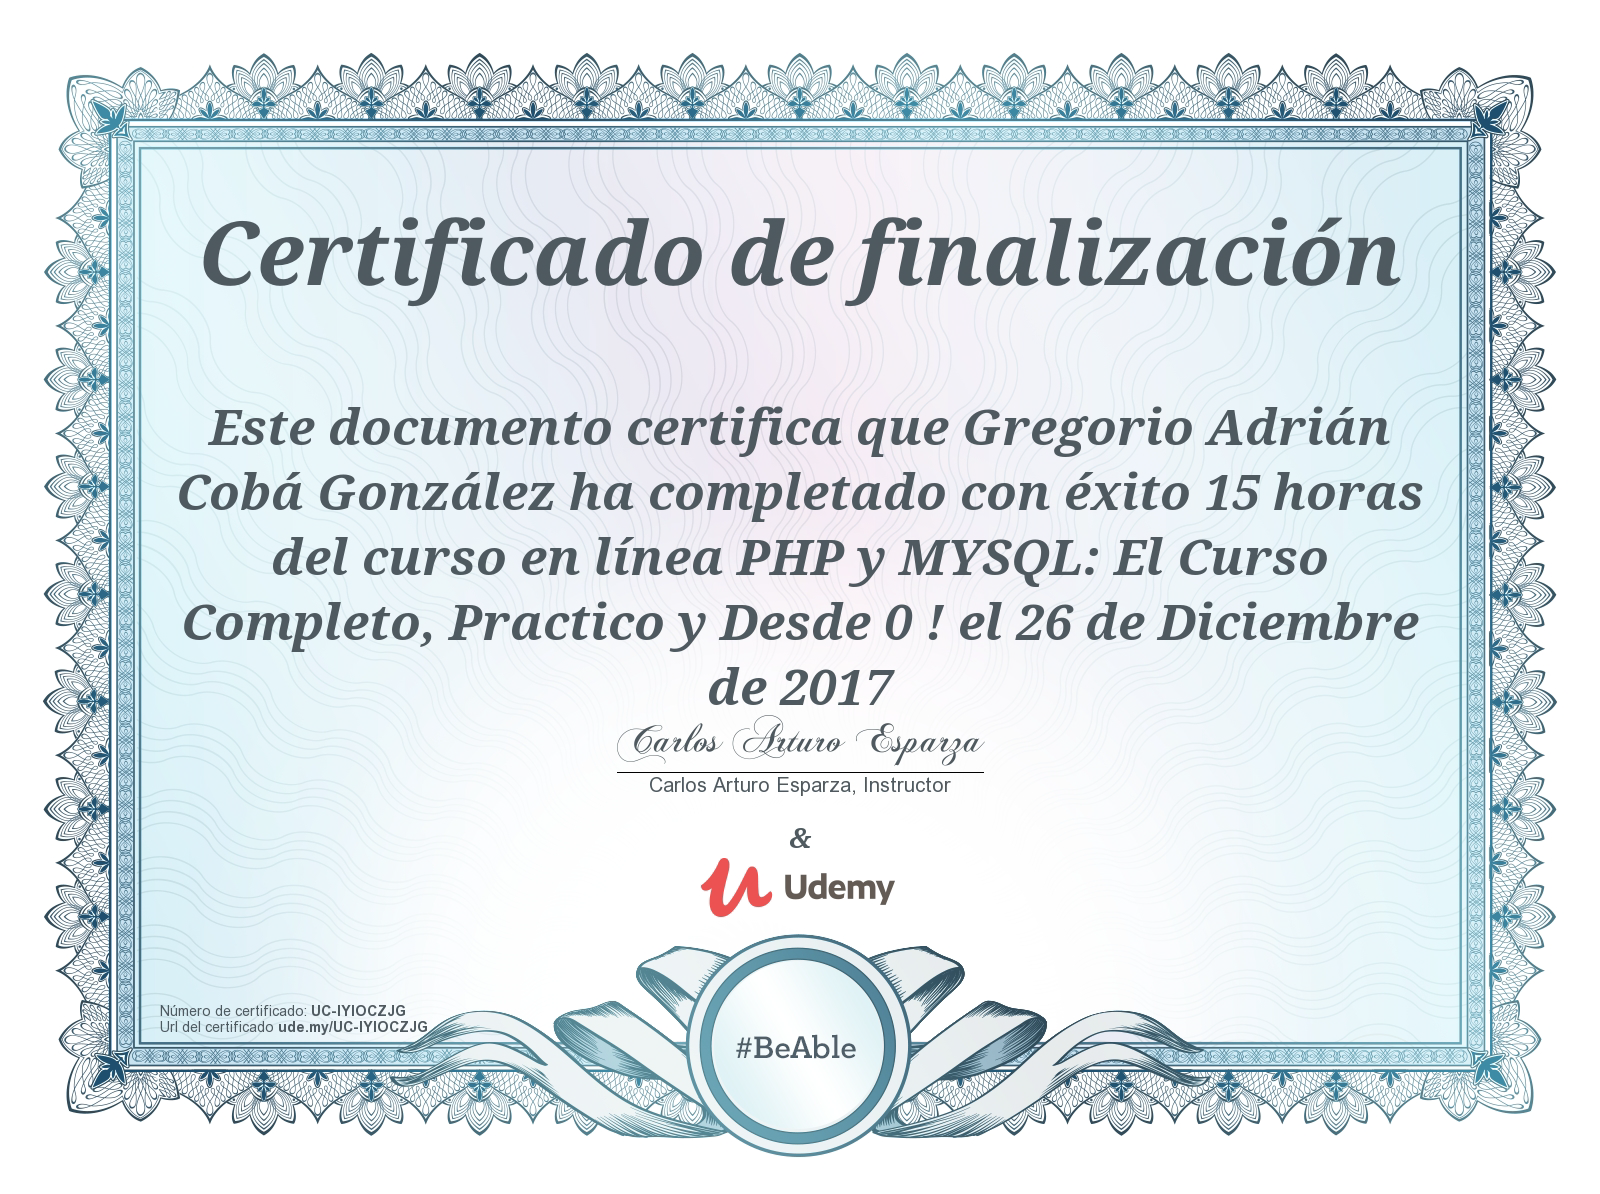 Certificado de finalización
Este documento certifica que Gregorio Adrián
Cobá González ha completado con éxito 15 horas
del curso en línea PHP y MYSQL: El Curso
Completo, Practico y Desde 0 ! el 26 de Diciembre
de 2017
Carlos Arturo Esparza
Carlos Arturo Esparza, Instructor
&
Udemy
#BeAble
Número de certificado: UC-IYIOCZJG
Url del certificado ude.my/UC-IYIOCZJG